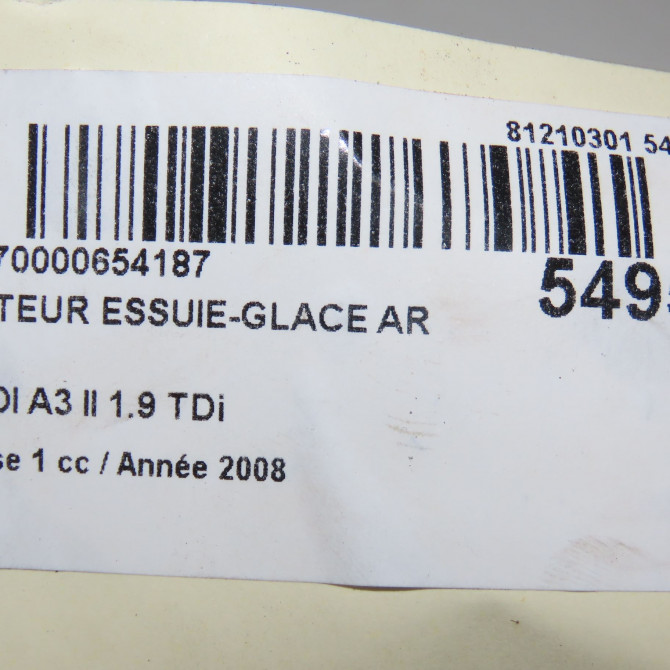 81210301 54
70000654187
549
TEUR ESSUIE-GLACE AR
DI A3 II 1.9 TDi
se 1 cc / Année 2008